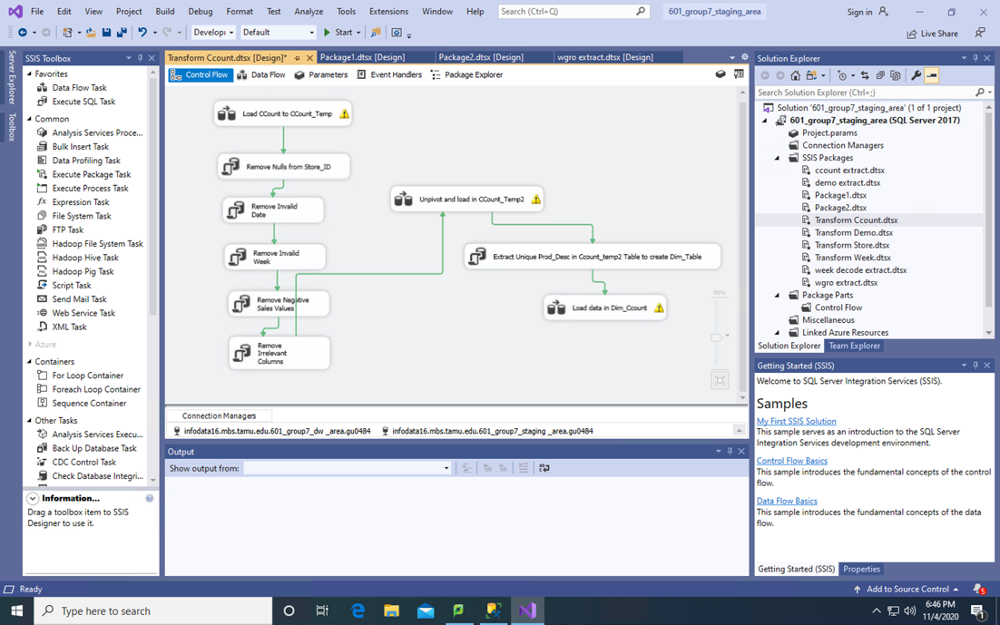 File Edit View Project Build Debug Format Test Analyze Tools Extensions Window Help Search (Ctrl+Q) 601_group7_staging_area Sign in
Developi Default Start Live Share
Server Explorer
Toolbox
SSIS Toolbox
Favorites
Data Flow Task
Execute SQL Task
Common
Analysis Services Proce...
Bulk Insert Task
Data Profiling Task
Execute Package Task
Execute Process Task
Expression Task
File System Task
FTP Task
Hadoop File System Task
Hadoop Hive Task
Hadoop Pig Task
Script Task
Send Mail Task
Web Service Task
XML Task
Azure
Containers
For Loop Container
Foreach Loop Container
Sequence Container
Other Tasks
Analysis Services Execu...
Back Up Database Task
CDC Control Task
Check Database Integri...
Information...
Drag a toolbox item to SSIS
Designer to use it.
Transform Ccount.dtsx [Design]* Package1.dtsx [Design] Package2.dtsx [Design] wgro extract.dtsx [Design]
Control Flow Data Flow Parameters Event Handlers Package Explorer
Load CCount to CCount_Temp
Remove Nulls from Store_ID
Remove Invalid
Date
Remove Invalid
Week
Remove Negative
Sales Values
Remove
Irrelevant
Columns
Unpivot and load in CCount_Temp2
Extract Unique Prod_Desc in Ccount_temp2 Table to create Dim_Table
Load data in Dim_Ccount
90%
Connection Managers
infodata16.mbs.tamu.edu.601_group7_dw _area.gu0484 infodata16.mbs.tamu.edu.601_group7_staging _area.gu0484
Output
Show output from:
Solution Explorer
Search Solution Explorer (Ctrl+;)
Solution '601_group7_staging_area' (1 of 1 project)
601_group7_staging_area (SQL Server 2017)
Project.params
Connection Managers
SSIS Packages
ccount extract.dtsx
demo extract.dtsx
Package1.dtsx
Package2.dtsx
Transform Ccount.dtsx
Transform Demo.dtsx
Transform Store.dtsx
Transform Week.dtsx
week decode extract.dtsx
wgro extract.dtsx
Package Parts
Control Flow
Miscellaneous
Linked Azure Resources
Solution Explorer Team Explorer
Getting Started (SSIS)
Welcome to SQL Server Integration Services (SSIS).
Samples
My First SSIS Solution
This sample serves as an introduction to the SQL Server
Integration Services development environment.
Control Flow Basics
This sample introduces the fundamental concepts of the control
flow.
Data Flow Basics
This sample introduces the fundamental concepts of the data
flow.
Getting Started (SSIS) Properties
Ready Add to Source Control 5
Type here to search
6:46 PM
11/4/2020
1